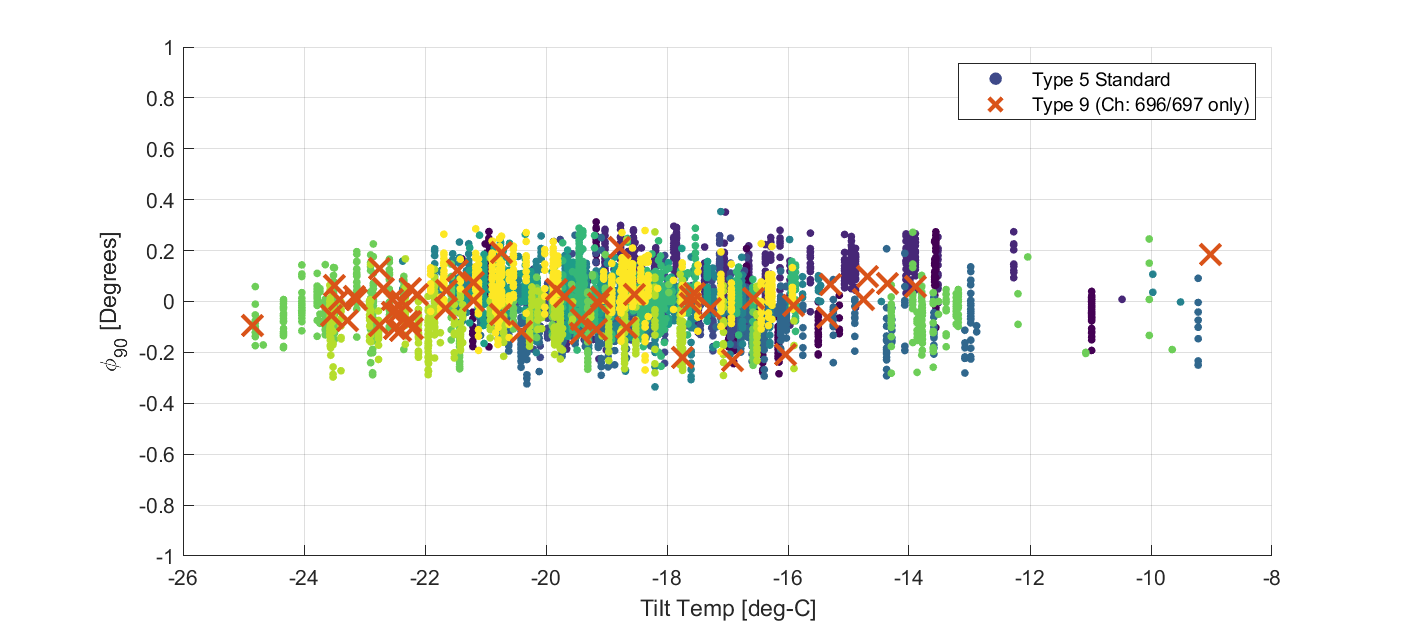 1
0.8
0.6
0.4
0.2
0
-0.2
-0.4
-0.6
-0.8
-1
ϕ90 [Degrees]
Type 5 Standard
Type 9 (Ch: 696/697 only)
-26 -24 -22 -20 -18 -16 -14 -12 -10 -8
Tilt Temp [deg-C]